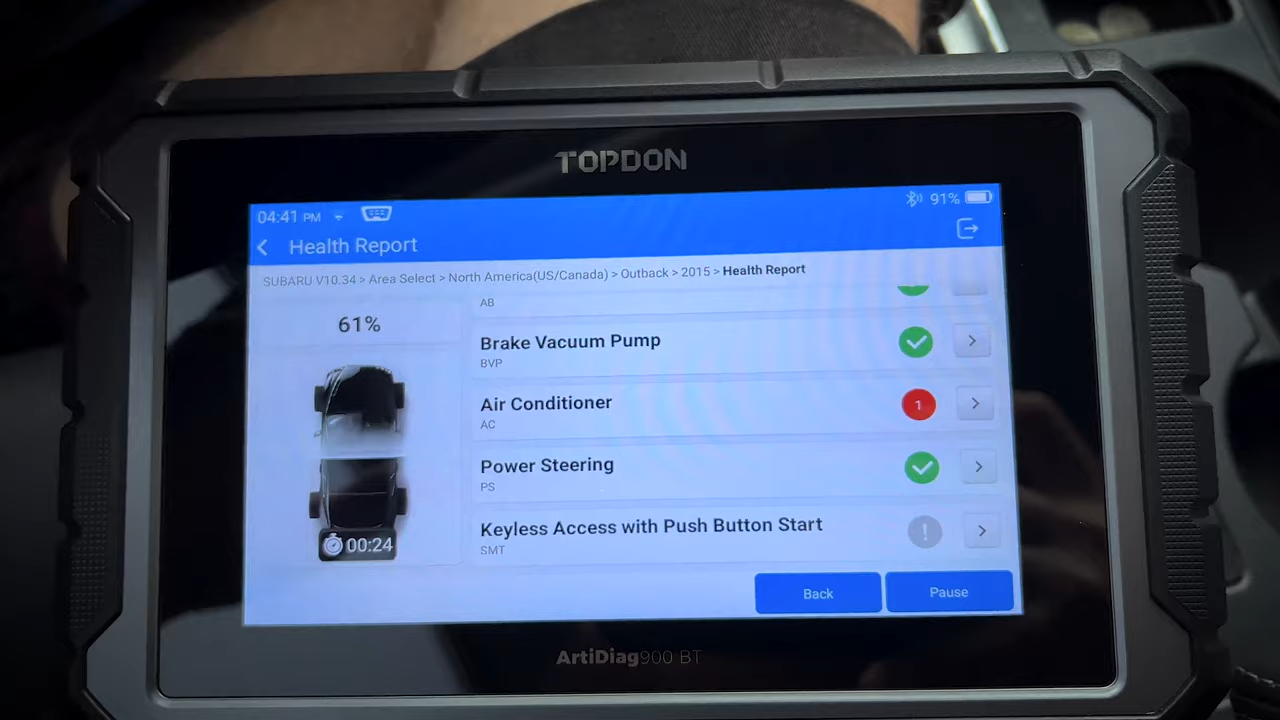 TOPDON
04:41 PM
91%
Health Report
SUBARU V10.34 > Area Select > North America(US/Canada) > Outback > 2015 > Health Report
61%
AB
Brake Vacuum Pump
BVP
Air Conditioner
1
AC
Power Steering
PS
Keyless Access with Push Button Start
!
SMT
00:24
Back
Pause
ArtiDiag900 BT